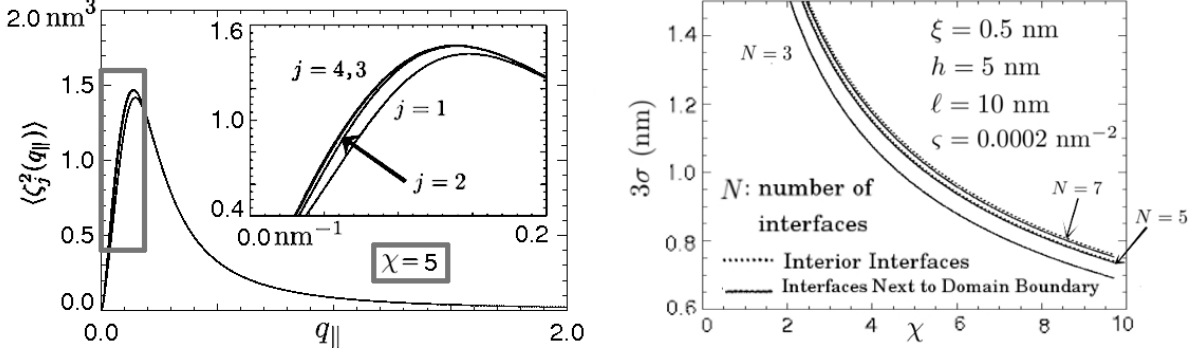 2.0 nm³
1.5
1.0
0.5
0.0
⟨ζ_j²(q_∥)⟩
0.0
1.0
2.0
q_∥
1.6
1.0
0.4
0.0 nm⁻¹
0.2
j = 4,3
j = 1
j = 2
χ = 5
1.4
1.2
1.0
0.8
0.6
3σ (nm)
0
2
4
6
8
10
χ
N = 3
ξ = 0.5 nm
h = 5 nm
ℓ = 10 nm
ς = 0.0002 nm⁻²
N = 7
N = 5
N: number of
interfaces
Interior Interfaces
Interfaces Next to Domain Boundary